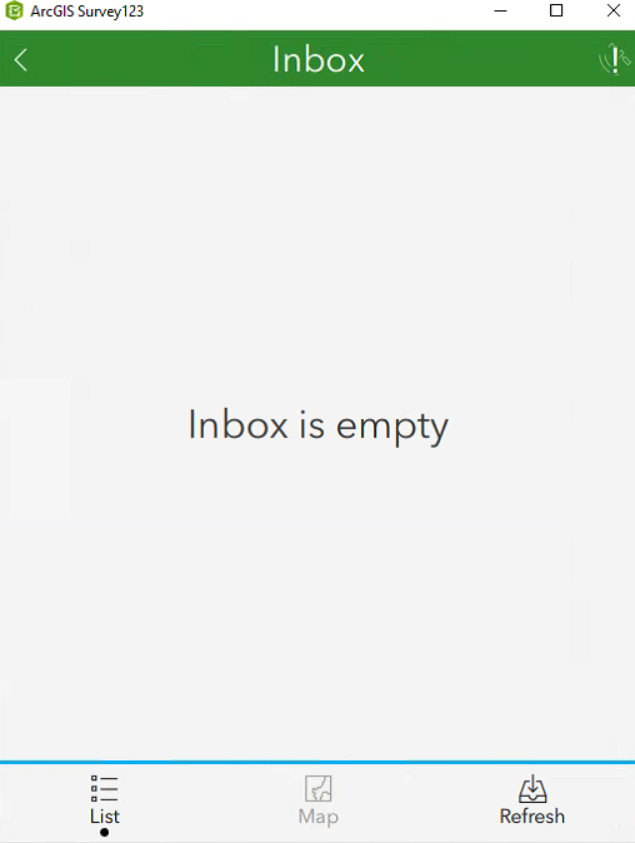 ArcGIS Survey123
Inbox
Inbox is empty
List
Map
Refresh